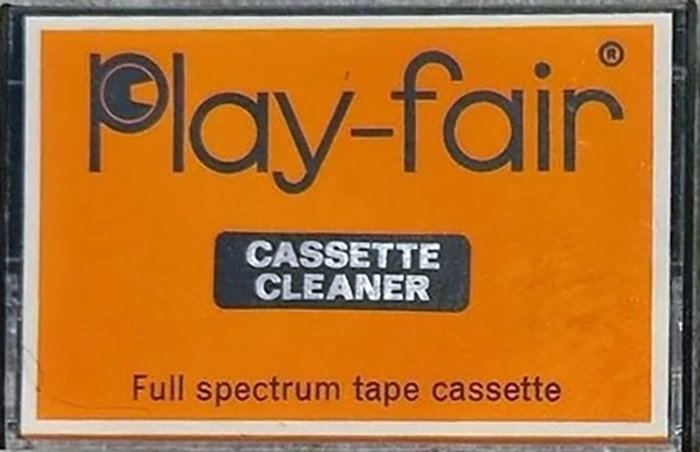 Play-fair®
CASSETTE
CLEANER
Full spectrum tape cassette